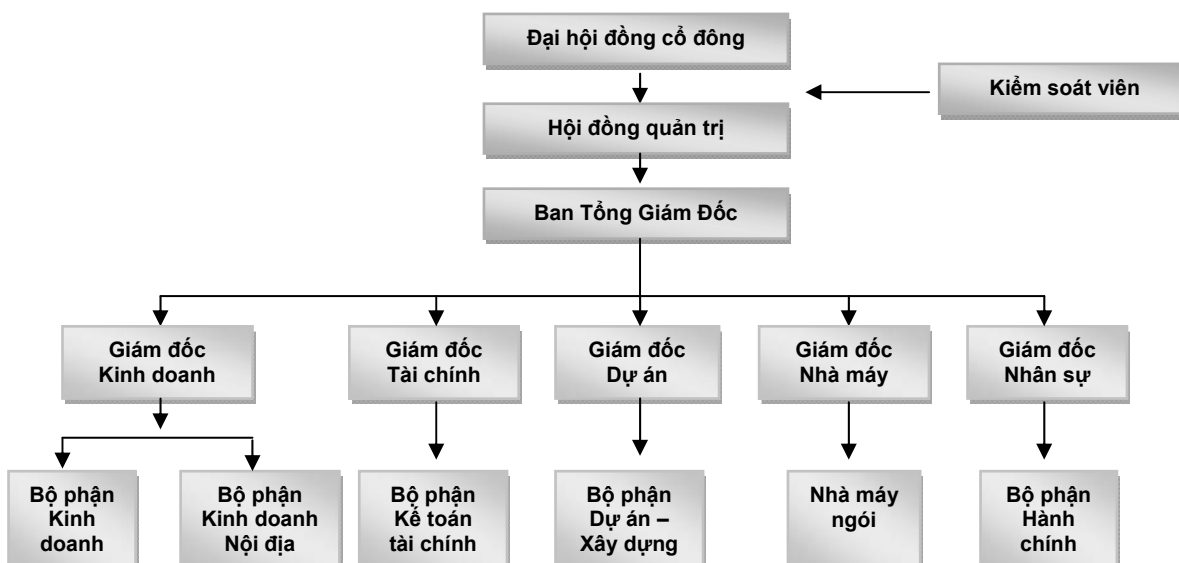 Đại hội đồng cổ đông
Kiểm soát viên
Hội đồng quản trị
Ban Tổng Giám Đốc
Giám đốc
Kinh doanh
Giám đốc
Tài chính
Giám đốc
Dự án
Giám đốc
Nhà máy
Giám đốc
Nhân sự
Bộ phận
Kinh
doanh
Bộ phận
Kinh doanh
Nội địa
Bộ phận
Kế toán
tài chính
Bộ phận
Dự án –
Xây dựng
Nhà máy
ngói
Bộ phận
Hành
chính